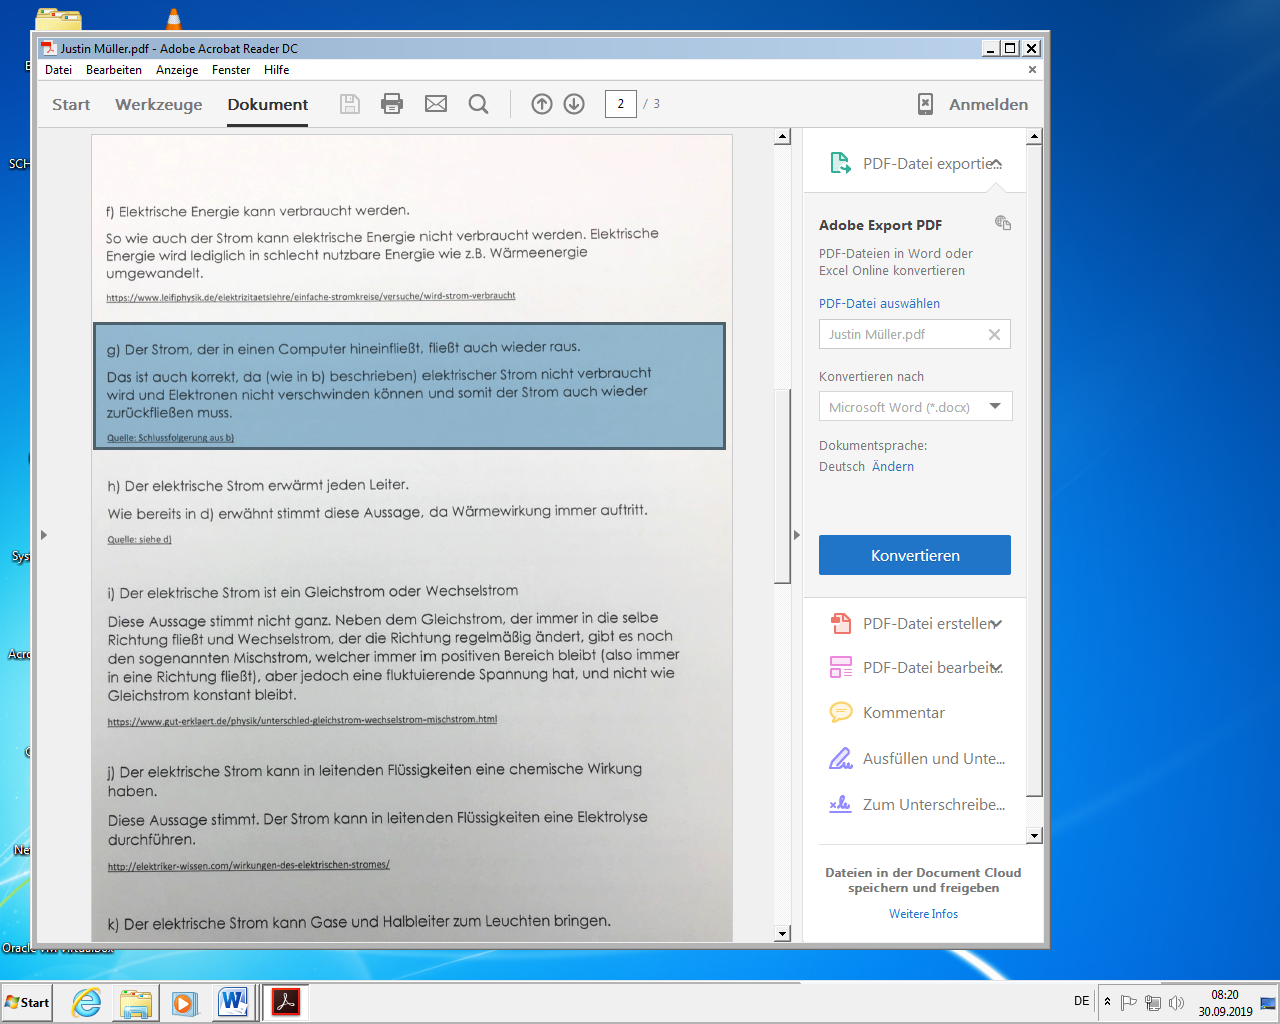 Justin Müller.pdf - Adobe Acrobat Reader DC
Datei Bearbeiten Anzeige Fenster Hilfe
Start Werkzeuge Dokument 2 / 3 Anmelden
f) Elektrische Energie kann verbraucht werden.
So wie auch der Strom kann elektrische Energie nicht verbraucht werden. Elektrische
Energie wird lediglich in schlecht nutzbare Energie wie z.B. Wärmeenergie
umgewandelt.
https://www.leifiphysik.de/elektrizitaetslehre/einfache-stromkreise/versuche/wird-strom-verbraucht
g) Der Strom, der in einen Computer hineinfließt, fließt auch wieder raus.
Das ist auch korrekt, da (wie in b) beschrieben) elektrischer Strom nicht verbraucht
wird und Elektronen nicht verschwinden können und somit der Strom auch wieder
zurückfließen muss.
Quelle: Schlussfolgerung aus b)
h) Der elektrische Strom erwärmt jeden Leiter.
Wie bereits in d) erwähnt stimmt diese Aussage, da Wärmewirkung immer auftritt.
Quelle: siehe d)
i) Der elektrische Strom ist ein Gleichstrom oder Wechselstrom
Diese Aussage stimmt nicht ganz. Neben dem Gleichstrom, der immer in die selbe
Richtung fließt und Wechselstrom, der die Richtung regelmäßig ändert, gibt es noch
den sogenannten Mischstrom, welcher immer im positiven Bereich bleibt (also immer
in eine Richtung fließt), aber jedoch eine fluktuierende Spannung hat, und nicht wie
Gleichstrom konstant bleibt.
https://www.gut-erklaert.de/physik/unterschied-gleichstrom-wechselstrom-mischstrom.html
j) Der elektrische Strom kann in leitenden Flüssigkeiten eine chemische Wirkung
haben.
Diese Aussage stimmt. Der Strom kann in leitenden Flüssigkeiten eine Elektrolyse
durchführen.
http://elektriker-wissen.com/wirkungen-des-elektrischen-stromes/
k) Der elektrische Strom kann Gase und Halbleiter zum Leuchten bringen.
PDF-Datei exportie...
Adobe Export PDF
PDF-Dateien in Word oder
Excel Online konvertieren
PDF-Datei auswählen
Justin Müller.pdf
Konvertieren nach
Microsoft Word (*.docx)
Dokumentsprache:
Deutsch Ändern
Konvertieren
PDF-Datei erstellen
PDF-Datei bearbeit...
Kommentar
Ausfüllen und Unte...
Zum Unterschreibe...
Dateien in der Document Cloud
speichern und freigeben
Weitere Infos
SCH
Sys
Acro
Ne
Oracle VM VirtualBox
Start
DE
08:20
30.09.2019